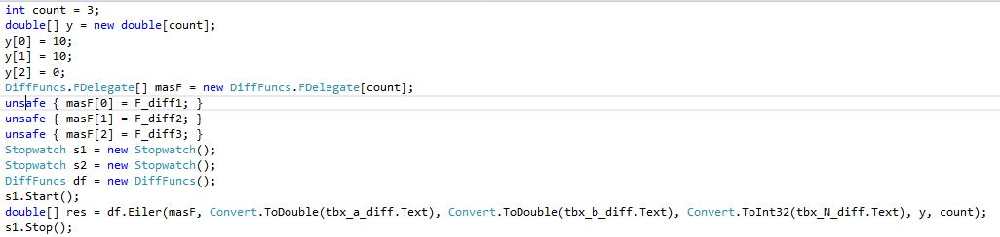 int count = 3;
double[] y = new double[count];
y[0] = 10;
y[1] = 10;
y[2] = 0;
DiffFuncs.FDelegate[] masF = new DiffFuncs.FDelegate[count];
unsafe { masF[0] = F_diff1; }
unsafe { masF[1] = F_diff2; }
unsafe { masF[2] = F_diff3; }
Stopwatch s1 = new Stopwatch();
Stopwatch s2 = new Stopwatch();
DiffFuncs df = new DiffFuncs();
s1.Start();
double[] res = df.Eiler(masF, Convert.ToDouble(tbx_a_diff.Text), Convert.ToDouble(tbx_b_diff.Text), Convert.ToInt32(tbx_N_diff.Text), y, count);
s1.Stop();